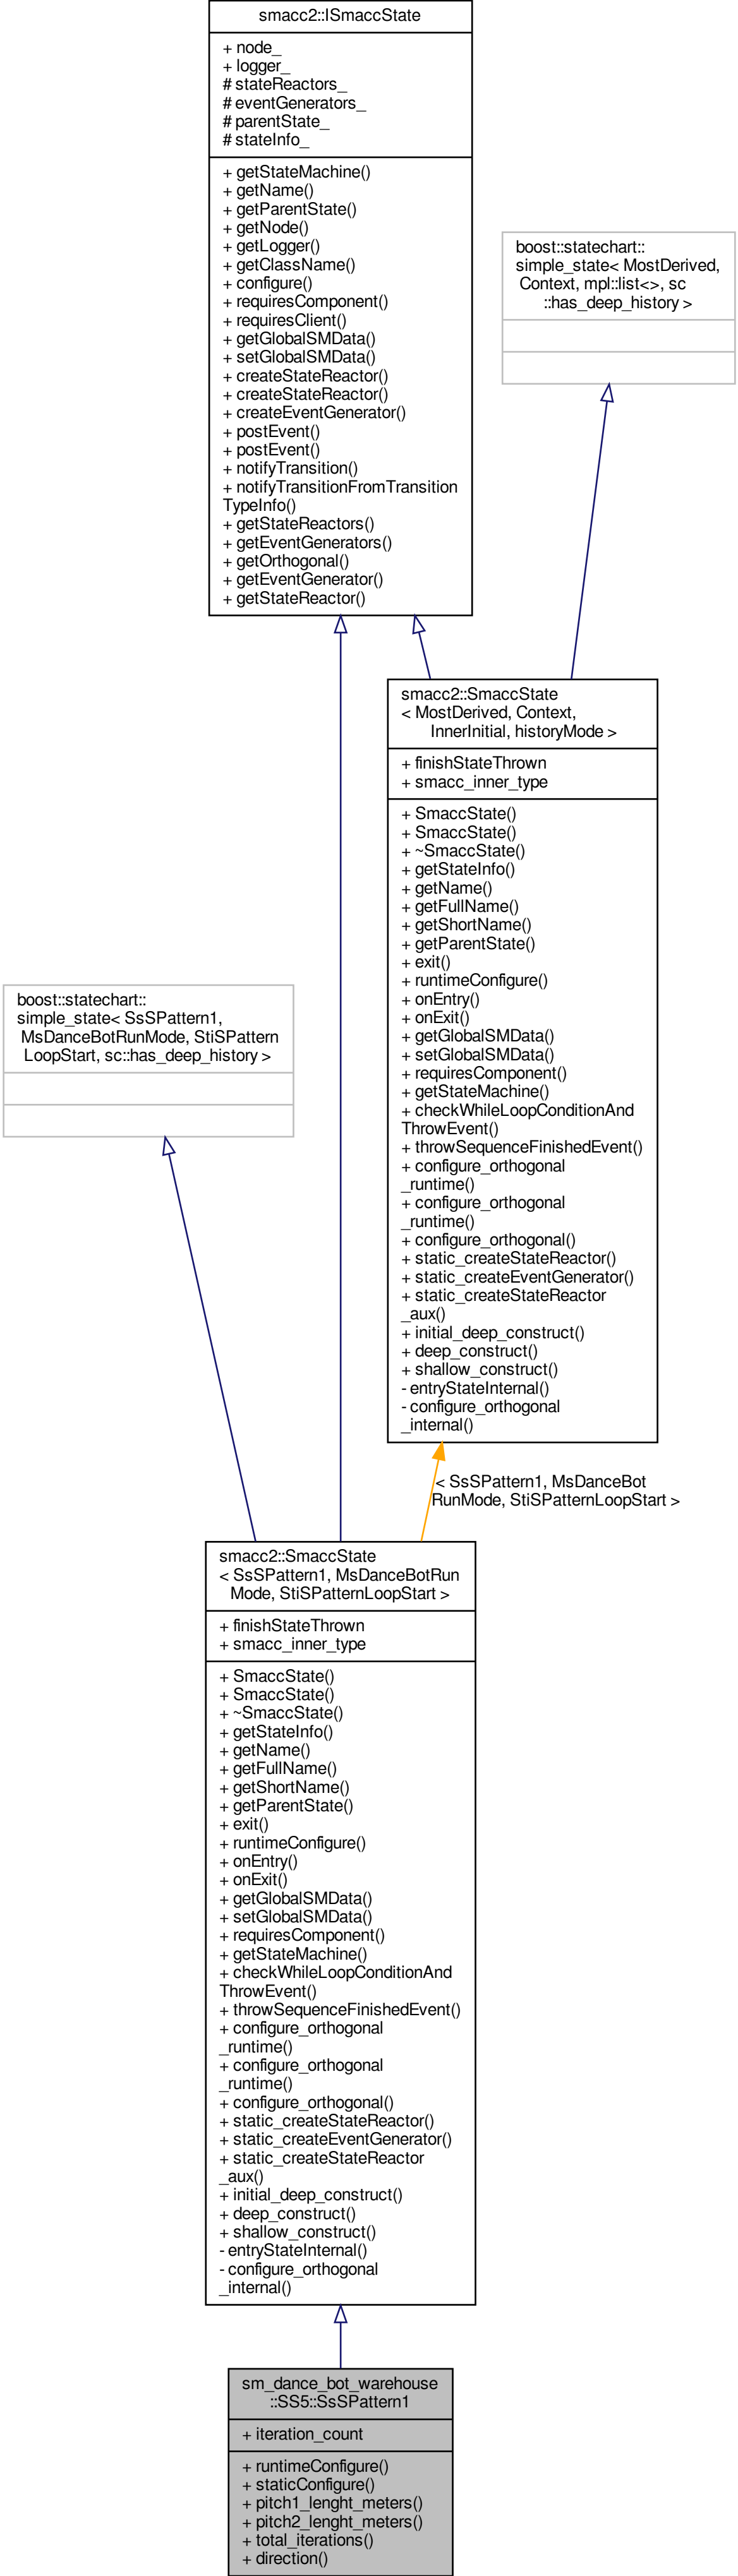 smacc2::ISmaccState
+ node_
+ logger_
# stateReactors_
# eventGenerators_
# parentState_
# stateInfo_
+ getStateMachine()
+ getName()
+ getParentState()
+ getNode()
+ getLogger()
+ getClassName()
+ configure()
+ requiresComponent()
+ requiresClient()
+ getGlobalSMData()
+ setGlobalSMData()
+ createStateReactor()
+ createStateReactor()
+ createEventGenerator()
+ postEvent()
+ postEvent()
+ notifyTransition()
+ notifyTransitionFromTransition
TypeInfo()
+ getStateReactors()
+ getEventGenerators()
+ getOrthogonal()
+ getEventGenerator()
+ getStateReactor()
boost::statechart::
simple_state< MostDerived,
Context, mpl::list<>, sc
::has_deep_history >
smacc2::SmaccState
< MostDerived, Context,
InnerInitial, historyMode >
+ finishStateThrown
+ smacc_inner_type
+ SmaccState()
+ SmaccState()
+ ~SmaccState()
+ getStateInfo()
+ getName()
+ getFullName()
+ getShortName()
+ getParentState()
+ exit()
+ runtimeConfigure()
+ onEntry()
+ onExit()
+ getGlobalSMData()
+ setGlobalSMData()
+ requiresComponent()
+ getStateMachine()
+ checkWhileLoopConditionAnd
ThrowEvent()
+ throwSequenceFinishedEvent()
+ configure_orthogonal
_runtime()
+ configure_orthogonal
_runtime()
+ configure_orthogonal()
+ static_createStateReactor()
+ static_createEventGenerator()
+ static_createStateReactor
_aux()
+ initial_deep_construct()
+ deep_construct()
+ shallow_construct()
- entryStateInternal()
- configure_orthogonal
_internal()
boost::statechart::
simple_state< SsSPattern1,
MsDanceBotRunMode, StiSPattern
LoopStart, sc::has_deep_history >
< SsSPattern1, MsDanceBot
RunMode, StiSPatternLoopStart >
smacc2::SmaccState
< SsSPattern1, MsDanceBotRun
Mode, StiSPatternLoopStart >
+ finishStateThrown
+ smacc_inner_type
+ SmaccState()
+ SmaccState()
+ ~SmaccState()
+ getStateInfo()
+ getName()
+ getFullName()
+ getShortName()
+ getParentState()
+ exit()
+ runtimeConfigure()
+ onEntry()
+ onExit()
+ getGlobalSMData()
+ setGlobalSMData()
+ requiresComponent()
+ getStateMachine()
+ checkWhileLoopConditionAnd
ThrowEvent()
+ throwSequenceFinishedEvent()
+ configure_orthogonal
_runtime()
+ configure_orthogonal
_runtime()
+ configure_orthogonal()
+ static_createStateReactor()
+ static_createEventGenerator()
+ static_createStateReactor
_aux()
+ initial_deep_construct()
+ deep_construct()
+ shallow_construct()
- entryStateInternal()
- configure_orthogonal
_internal()
sm_dance_bot_warehouse
::SS5::SsSPattern1
+ iteration_count
+ runtimeConfigure()
+ staticConfigure()
+ pitch1_lenght_meters()
+ pitch2_lenght_meters()
+ total_iterations()
+ direction()